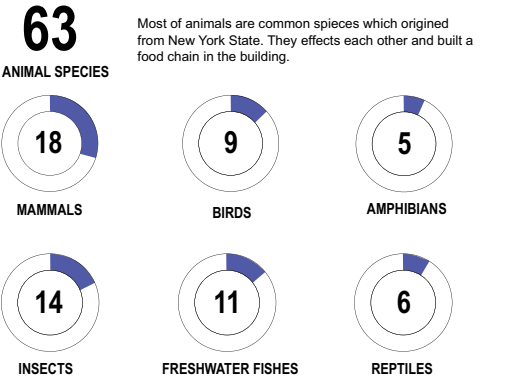 63
ANIMAL SPECIES
Most of animals are common spieces which origined
from New York State. They effects each other and built a
food chain in the building.
18
MAMMALS
9
BIRDS
5
AMPHIBIANS
14
INSECTS
11
FRESHWATER FISHES
6
REPTILES